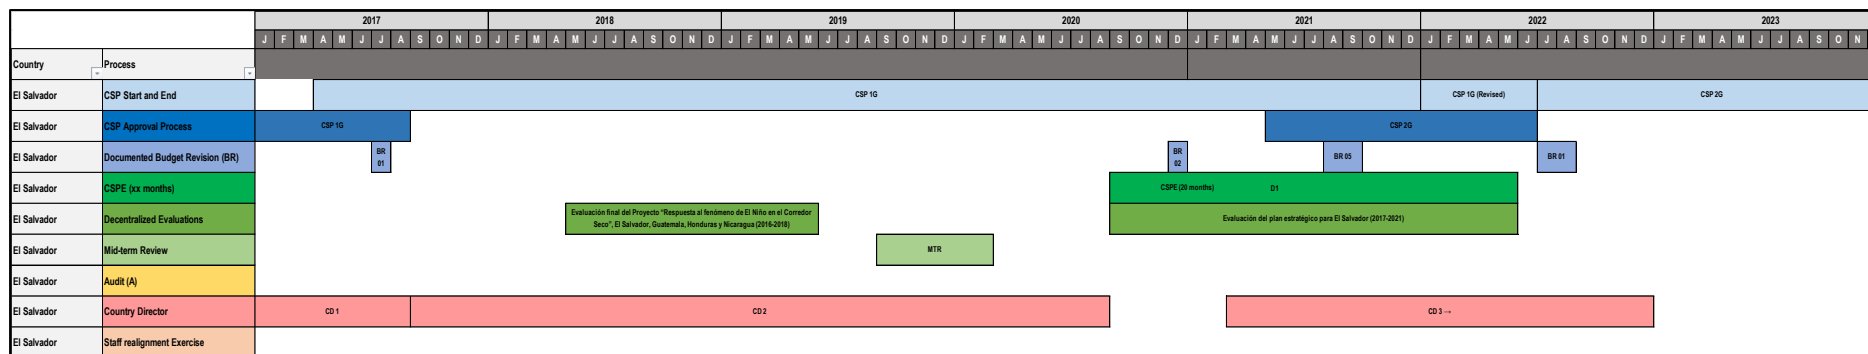 2017 2018 2019 2020 2021 2022 2023
J F M A M J J A S O N D J F M A M J J A S O N D J F M A M J J A S O N D J F M A M J J A S O N D J F M A M J J A S O N D J F M A M J J A S O N D J F M A M J J A S O N
Country Process
El Salvador CSP Start and End CSP 1G CSP 1G (Revised) CSP 2G
El Salvador CSP Approval Process CSP 1G CSP 2G
El Salvador Documented Budget Revision (BR) BR 01 BR 02 BR 05 BR 01
El Salvador CSPE (xx months) CSPE (20 months) D1
El Salvador Decentralized Evaluations Evaluación final del Proyecto "Respuesta al fenómeno de El Niño en el Corredor
Seco", El Salvador, Guatemala, Honduras y Nicaragua (2016-2018) Evaluación del plan estratégico para El Salvador (2017-2021)
El Salvador Mid-term Review MTR
El Salvador Audit (A)
El Salvador Country Director CD 1 CD 2 CD 3 →
El Salvador Staff realignment Exercise